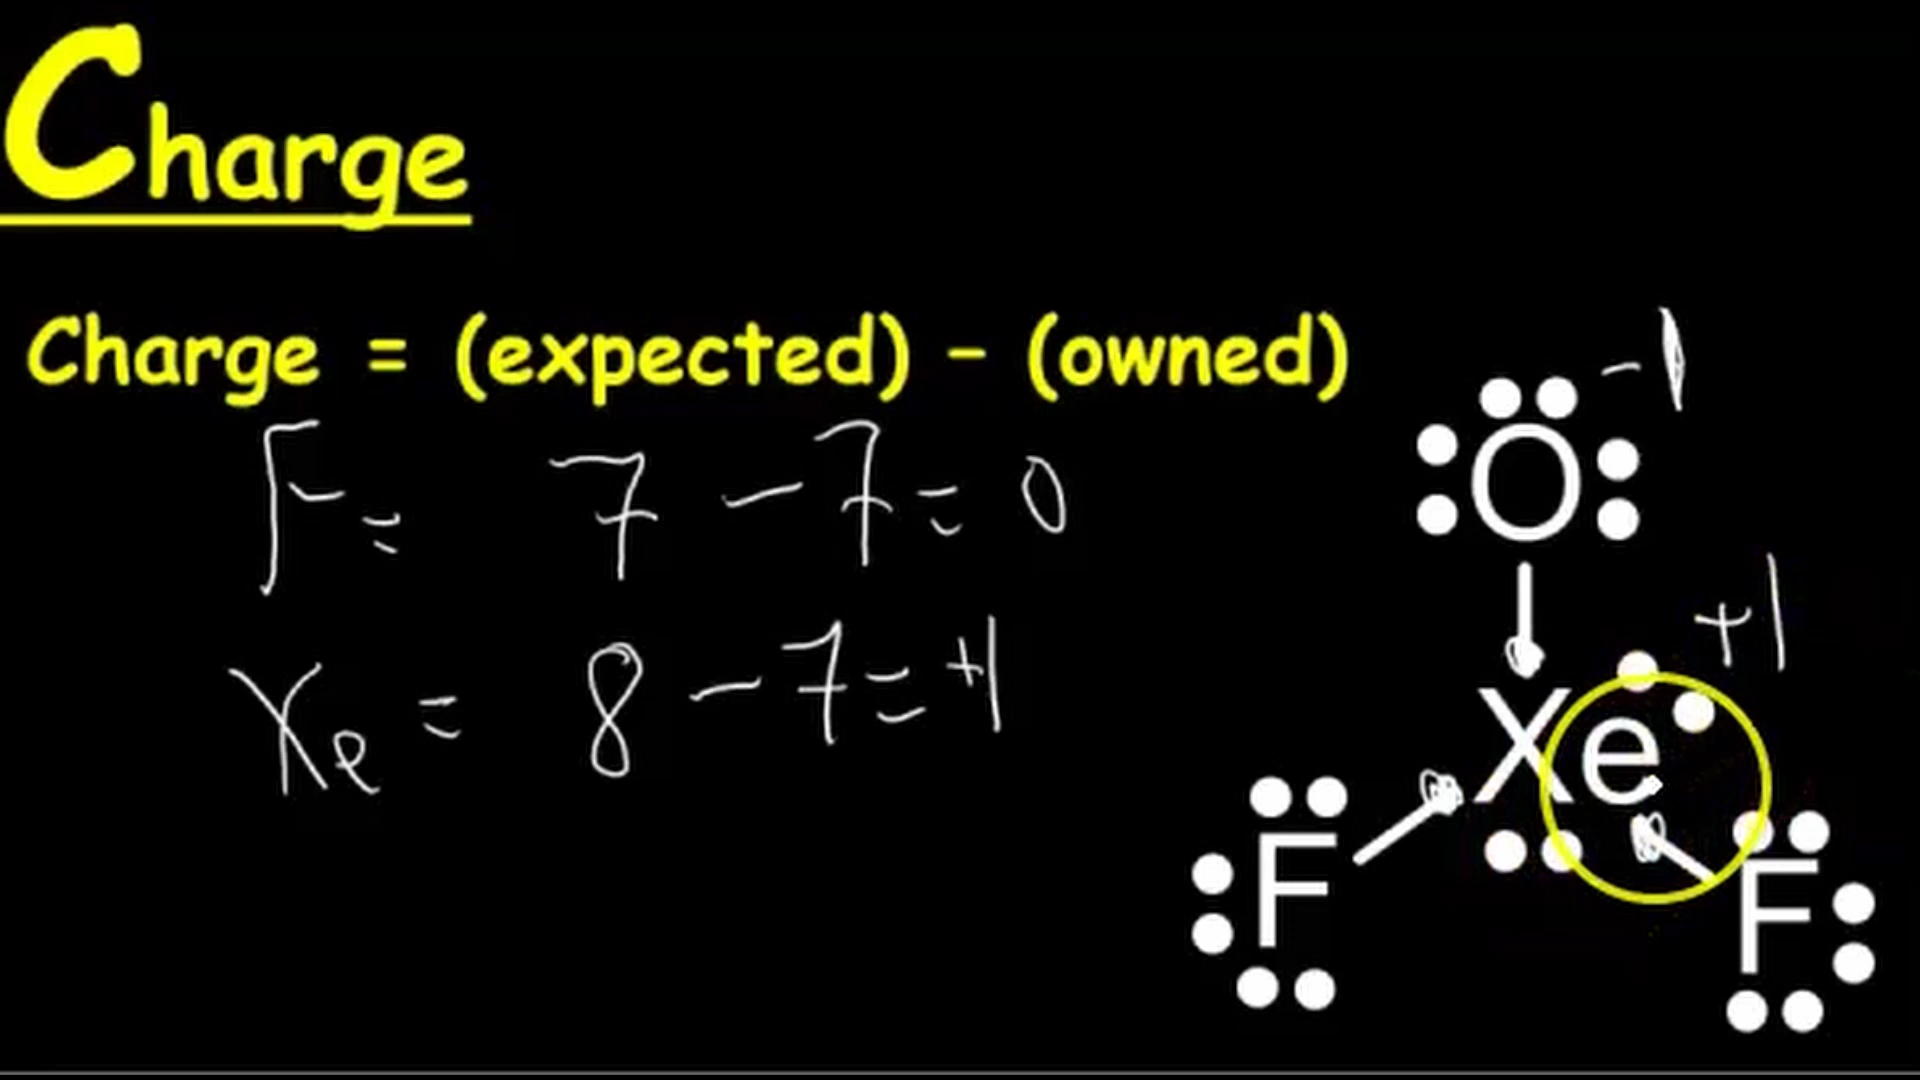 Charge
Charge = (expected) - (owned)
F = 7 - 7 = 0
Xe = 8 - 7 = +1
-1
O
+1
Xe
F F